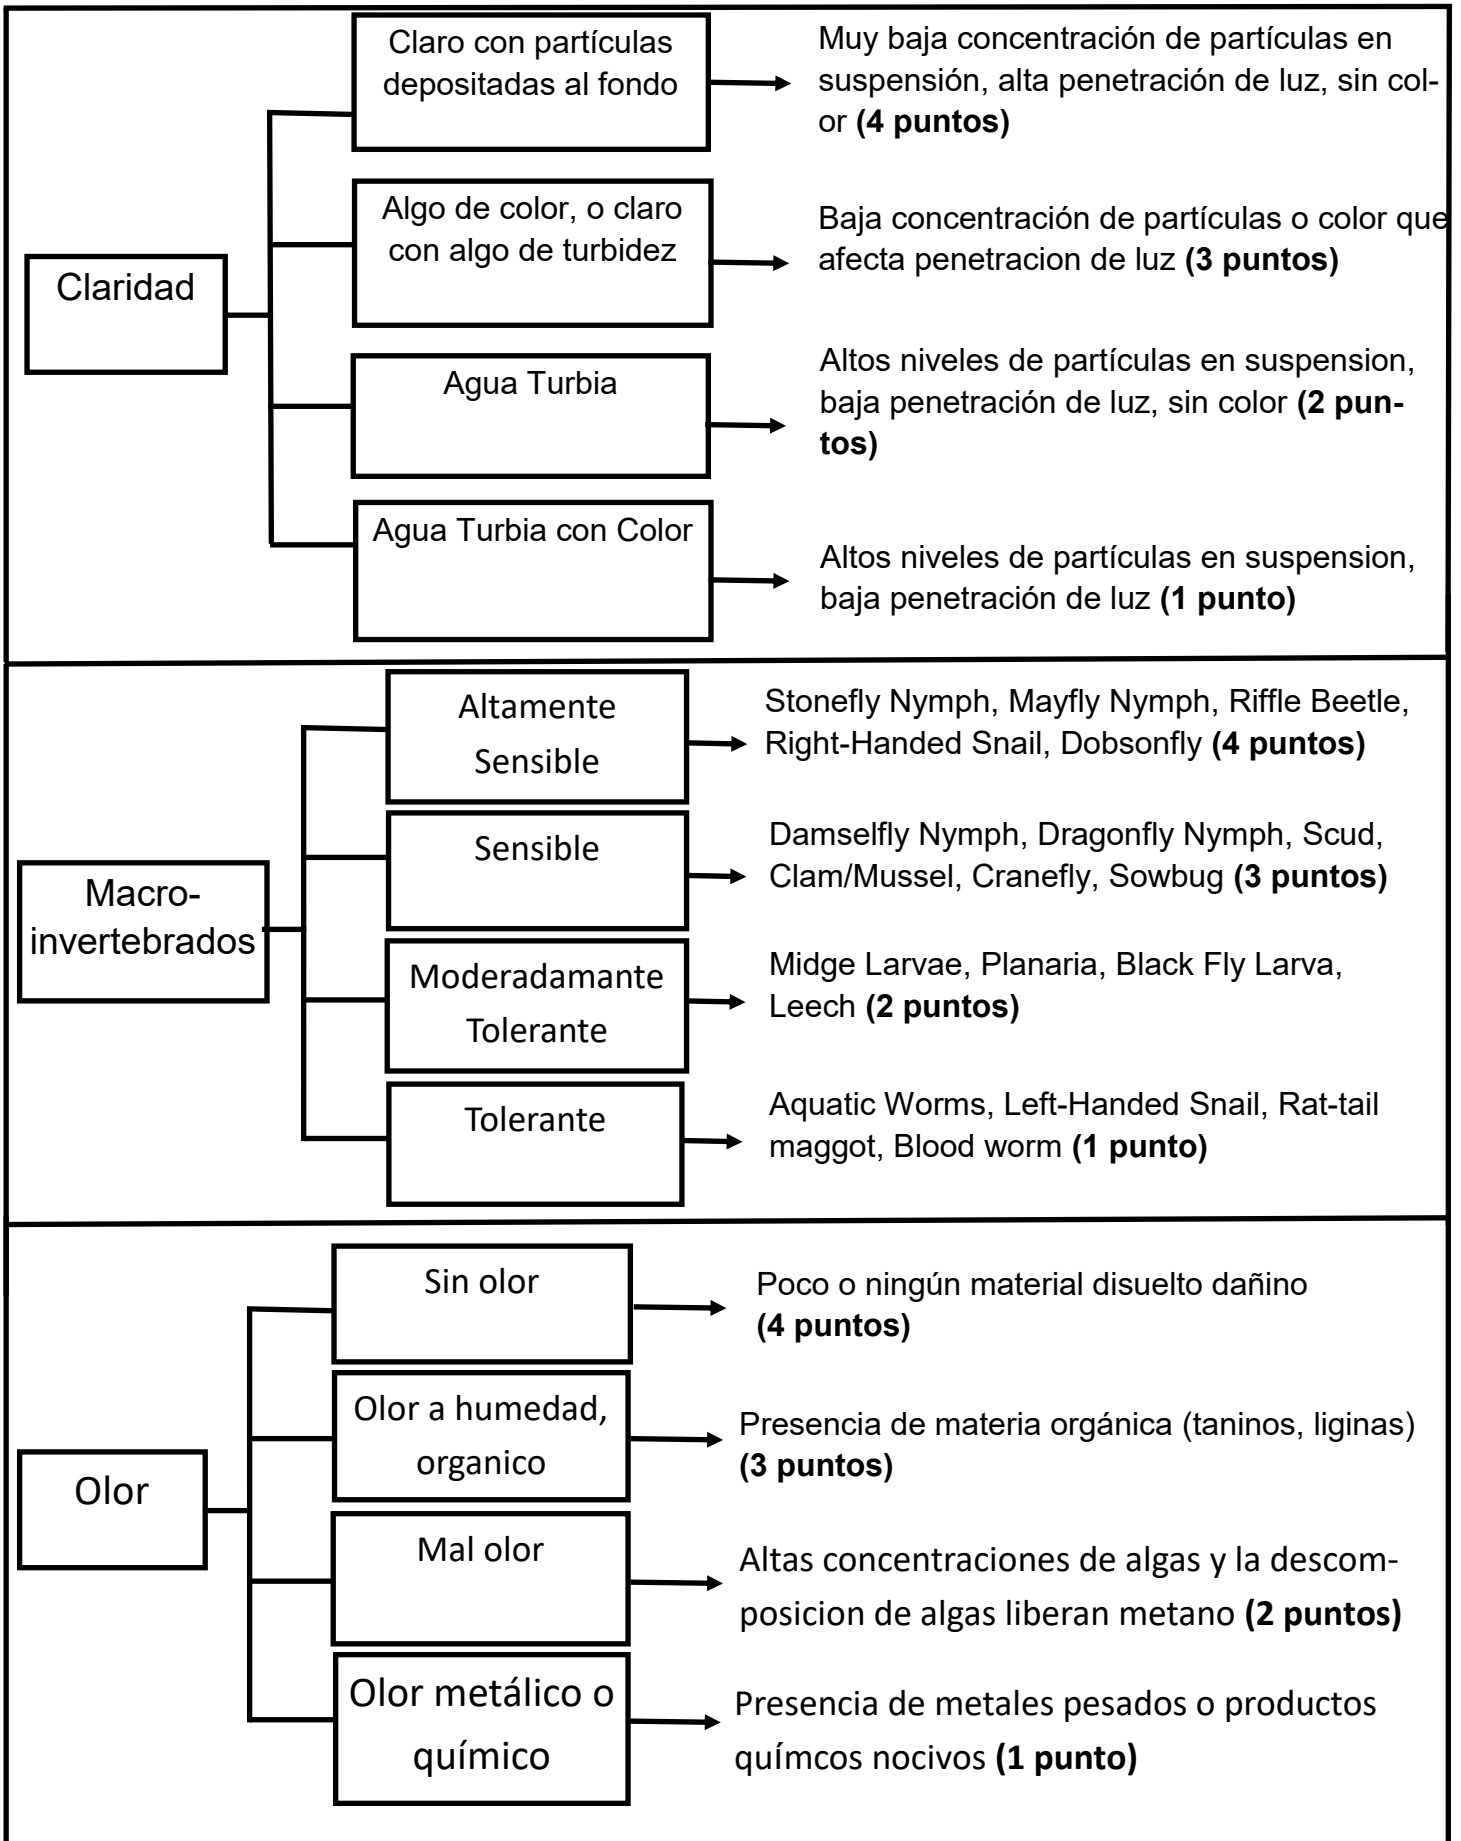 Claridad
Claro con partículas
depositadas al fondo
Muy baja concentración de partículas en
suspensión, alta penetración de luz, sin col-
or (4 puntos)
Algo de color, o claro
con algo de turbidez
Baja concentración de partículas o color que
afecta penetracion de luz (3 puntos)
Agua Turbia
Altos niveles de partículas en suspension,
baja penetración de luz, sin color (2 pun-
tos)
Agua Turbia con Color
Altos niveles de partículas en suspension,
baja penetración de luz (1 punto)
Macro-
invertebrados
Altamente
Sensible
Stonefly Nymph, Mayfly Nymph, Riffle Beetle,
Right-Handed Snail, Dobsonfly (4 puntos)
Sensible
Damselfly Nymph, Dragonfly Nymph, Scud,
Clam/Mussel, Cranefly, Sowbug (3 puntos)
Moderadamante
Tolerante
Midge Larvae, Planaria, Black Fly Larva,
Leech (2 puntos)
Tolerante
Aquatic Worms, Left-Handed Snail, Rat-tail
maggot, Blood worm (1 punto)
Olor
Sin olor
Poco o ningún material disuelto dañino
(4 puntos)
Olor a humedad,
organico
Presencia de materia orgánica (taninos, liginas)
(3 puntos)
Mal olor
Altas concentraciones de algas y la descom-
posicion de algas liberan metano (2 puntos)
Olor metálico o
químico
Presencia de metales pesados o productos
químcos nocivos (1 punto)